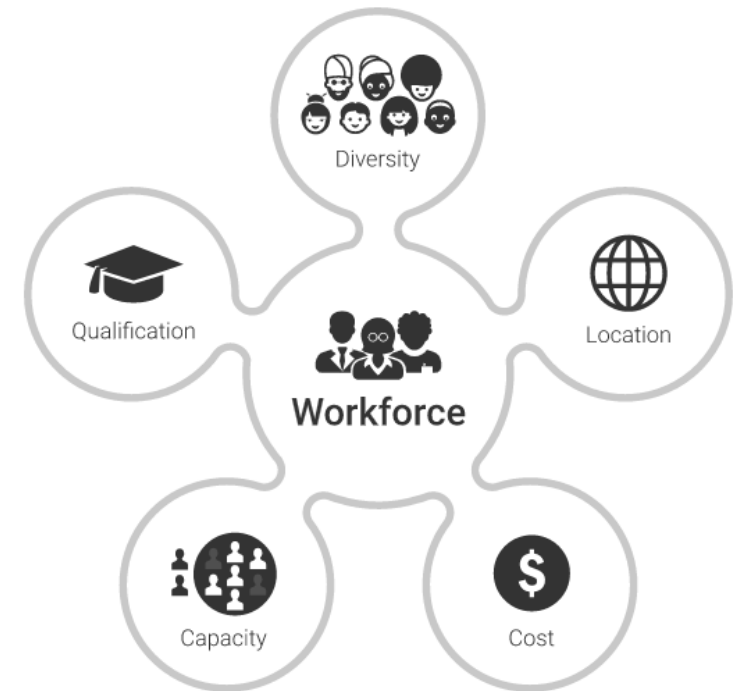 Diversity
Qualification
Location
Workforce
Capacity
$
Cost